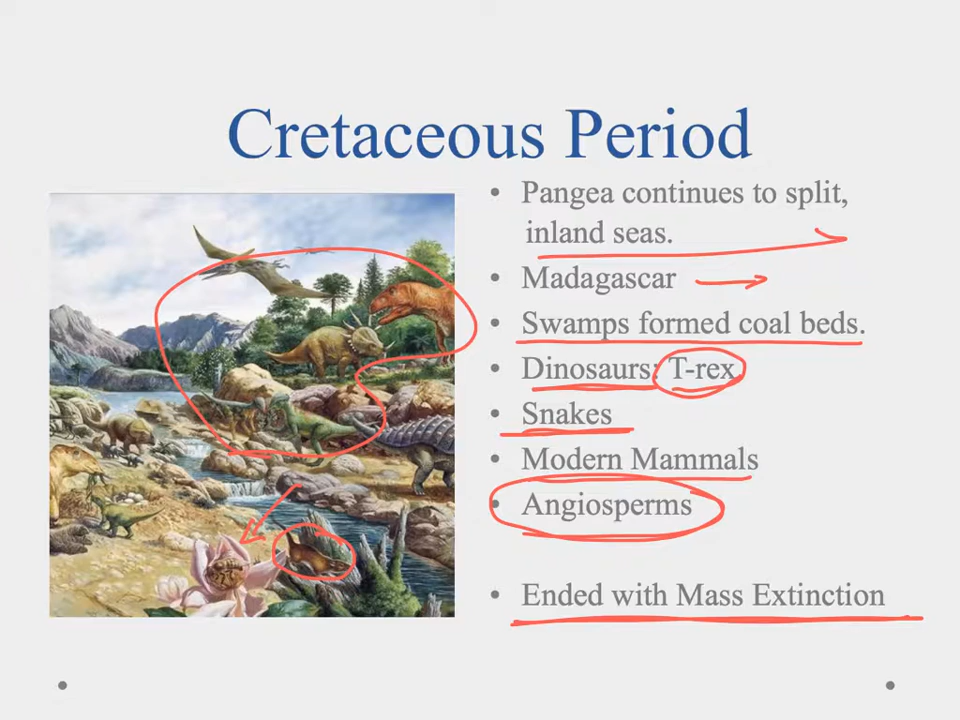 Cretaceous Period
• Pangea continues to split,
inland seas.
• Madagascar
• Swamps formed coal beds.
• Dinosaurs: T-rex
• Snakes
• Modern Mammals
• Angiosperms
• Ended with Mass Extinction